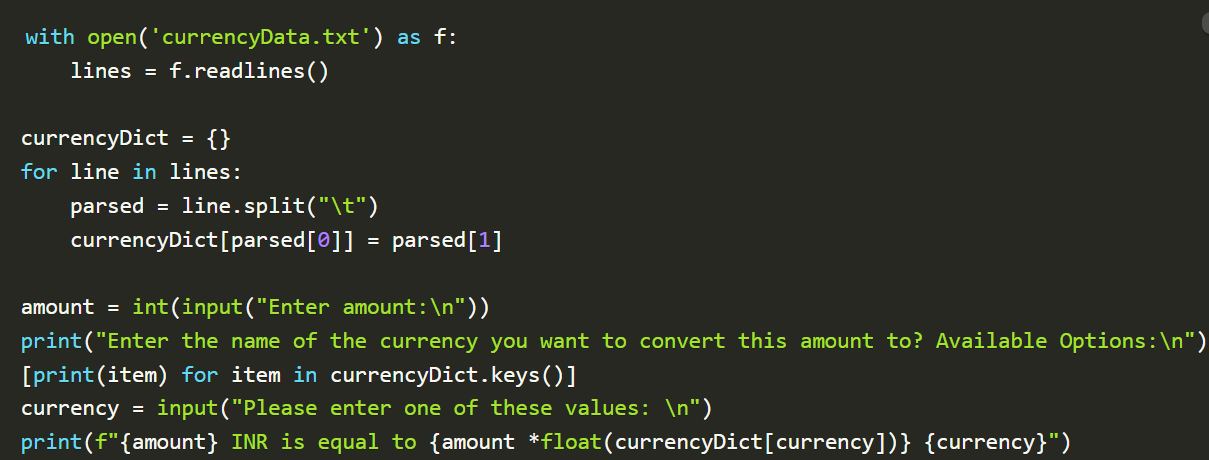 with open('currencyData.txt') as f:
    lines = f.readlines()

currencyDict = {}
for line in lines:
    parsed = line.split("\t")
    currencyDict[parsed[0]] = parsed[1]

amount = int(input("Enter amount:\n"))
print("Enter the name of the currency you want to convert this amount to? Available Options:\n")
[print(item) for item in currencyDict.keys()]
currency = input("Please enter one of these values: \n")
print(f"{amount} INR is equal to {amount *float(currencyDict[currency])} {currency}")